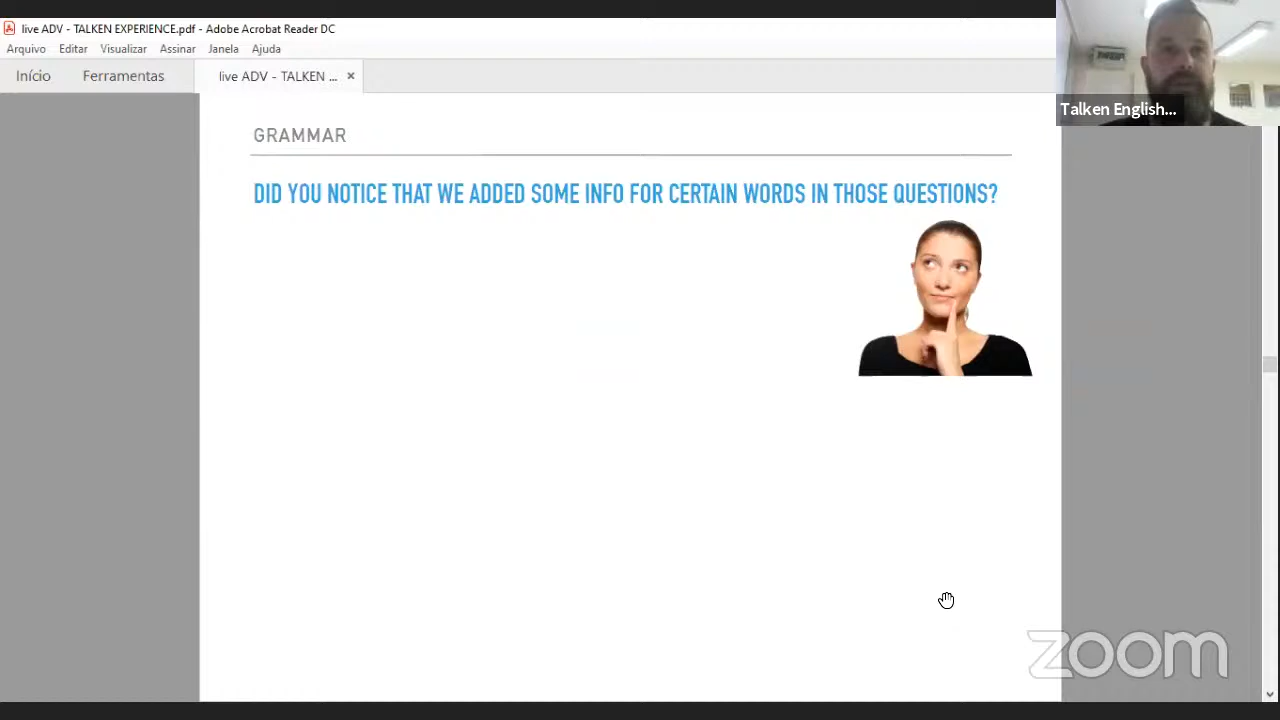 live ADV - TALKEN EXPERIENCE.pdf - Adobe Acrobat Reader DC
Arquivo Editar Visualizar Assinar Janela Ajuda
Início Ferramentas live ADV - TALKEN ... ×
Talken English...
GRAMMAR
DID YOU NOTICE THAT WE ADDED SOME INFO FOR CERTAIN WORDS IN THOSE QUESTIONS?
zoom